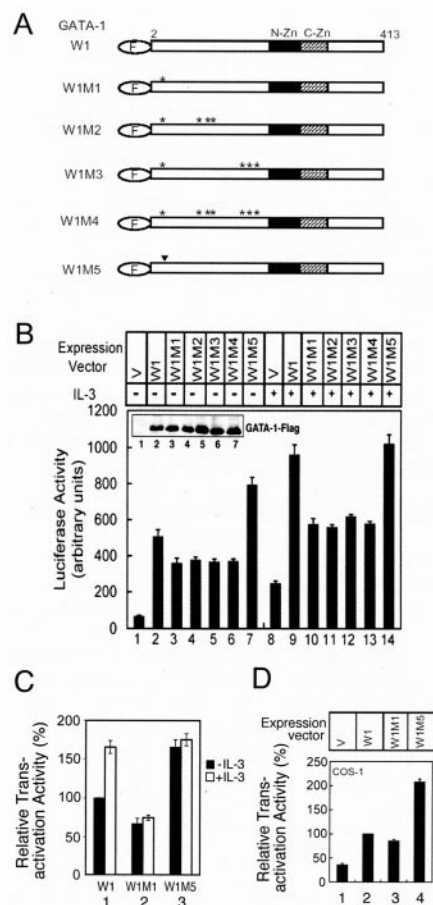 A
GATA-1
W1
2
N-Zn C-Zn
413
F
W1M1
*
F
W1M2
* * **
F
W1M3
* ***
F
W1M4
* * ** ***
F
W1M5
F
B
Expression Vector
V W1 W1M1 W1M2 W1M3 W1M4 W1M5 V W1 W1M1 W1M2 W1M3 W1M4 W1M5
IL-3
- - - - - - - + + + + + + +
Luciferase Activity
(arbitrary units)
1200
1000
800
600
400
200
0
1 2 3 4 5 6 7
GATA-1-Flag
1 2 3 4 5 6 7 8 9 10 11 12 13 14
C
Relative Trans-
activation Activity (%)
200
150
100
50
0
-IL-3
+IL-3
W1 W1M1 W1M5
1 2 3
D
Expression
vector
V W1 W1M1 W1M5
COS-1
Relative Trans-
activation Activity (%)
250
200
150
100
50
0
1 2 3 4